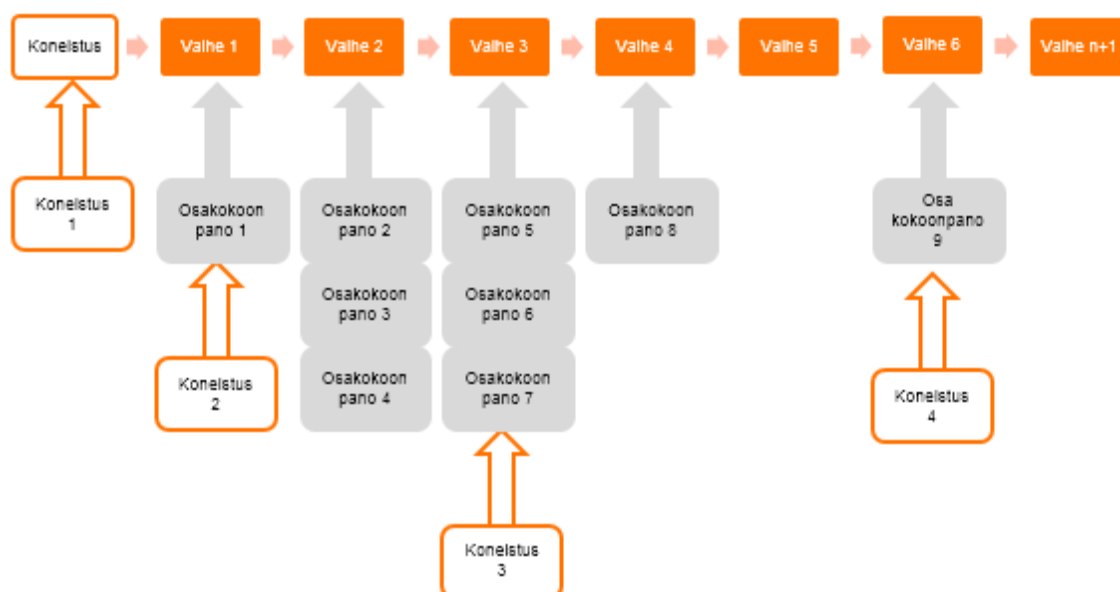 Koneistus
Vaihe 1
Vaihe 2
Vaihe 3
Vaihe 4
Vaihe 5
Vaihe 6
Vaihe n+1
Koneistus
1
Osakokoon
pano 1
Osakokoon
pano 2
Osakokoon
pano 5
Osakokoon
pano 8
Osa
kokoonpano
9
Osakokoon
pano 3
Osakokoon
pano 6
Koneistus
2
Osakokoon
pano 4
Osakokoon
pano 7
Koneistus
4
Koneistus
3